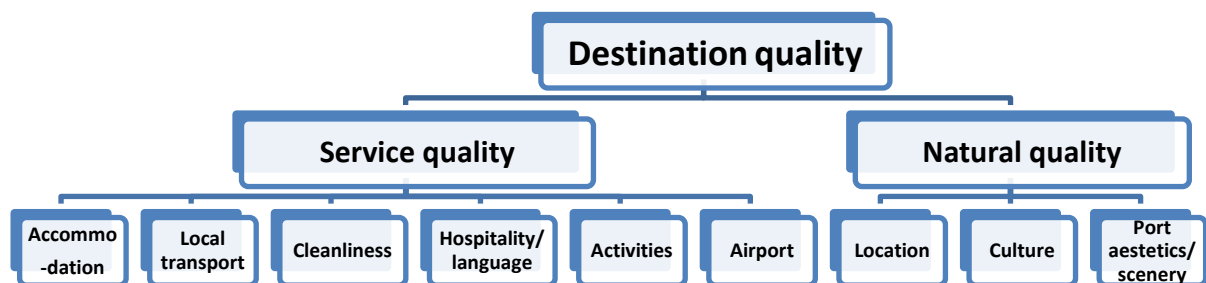 Destination quality
Service quality
Natural quality
Accommo
-dation
Local
transport
Cleanliness
Hospitality/
language
Activities
Airport
Location
Culture
Port
aestetics/
scenery